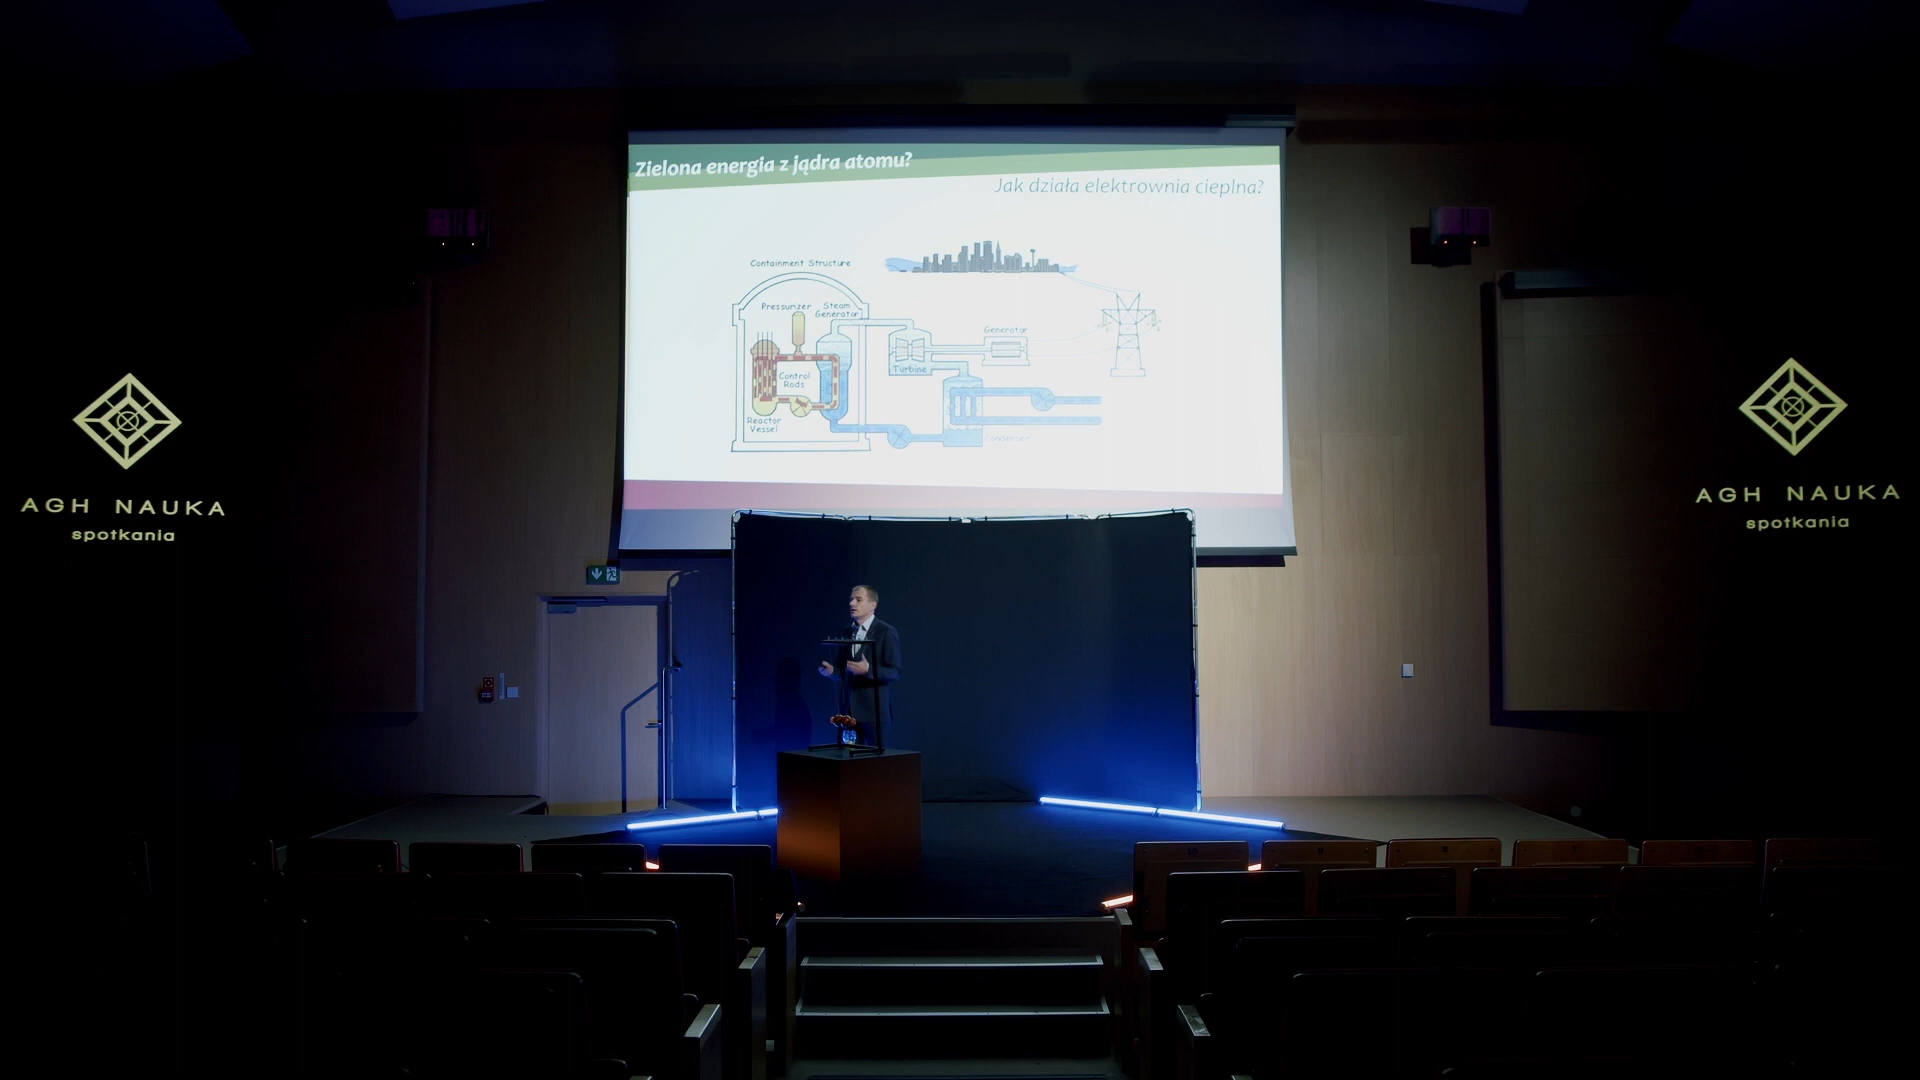 Zielona energia z jądra atomu?
Jak działa elektrownia cieplna?
Containment Structure
Pressurizer
Steam
Generator
Control
Rods
Reactor
Vessel
Turbine
Generator
Condenser
AGH NAUKA
spotkania
AGH NAUKA
spotkania